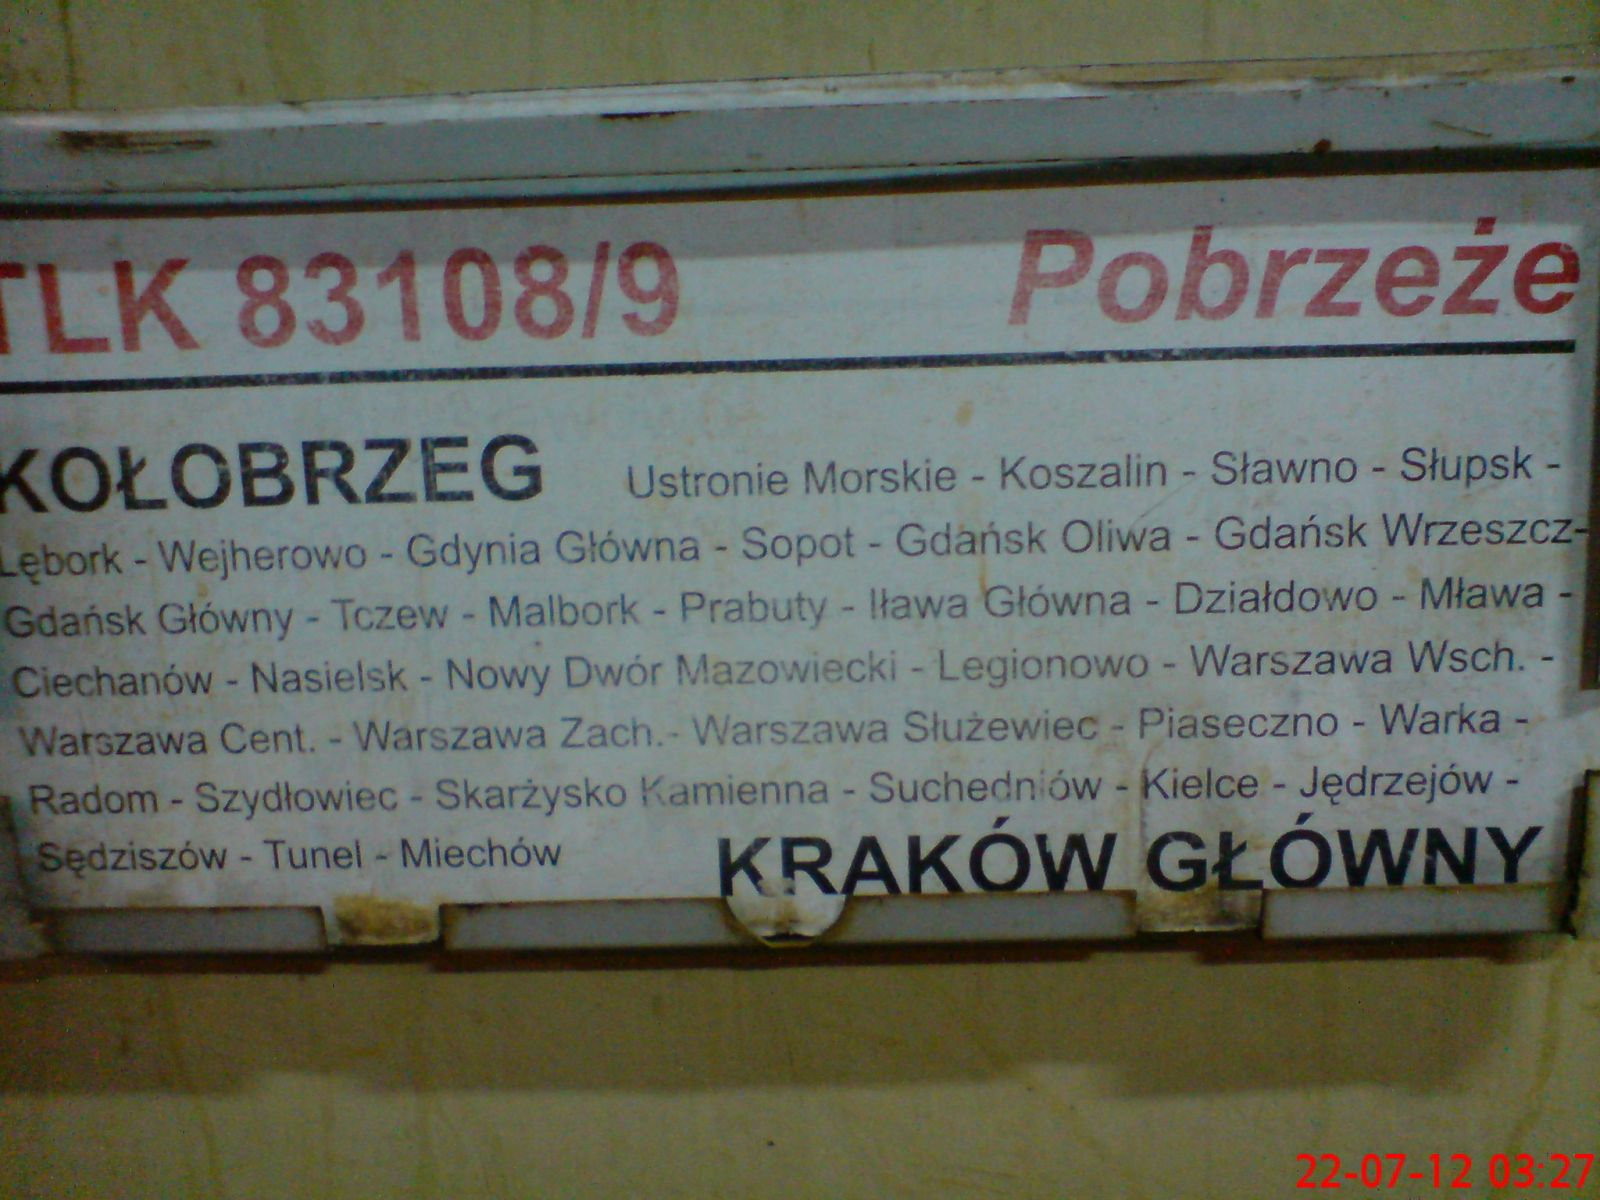 TLK 83108/9 Pobrzeże
KOŁOBRZEG Ustronie Morskie - Koszalin - Sławno - Słupsk -
Lębork - Wejherowo - Gdynia Główna - Sopot - Gdańsk Oliwa - Gdańsk Wrzeszcz-
Gdańsk Główny - Tczew - Malbork - Prabuty - Iława Główna - Działdowo - Mława -
Ciechanów - Nasielsk - Nowy Dwór Mazowiecki - Legionowo - Warszawa Wsch. -
Warszawa Cent. - Warszawa Zach.- Warszawa Służewiec - Piaseczno - Warka -
Radom - Szydłowiec - Skarżysko Kamienna - Suchedniów - Kielce - Jędrzejów -
Sędziszów - Tunel - Miechów KRAKÓW GŁÓWNY
22-07-12 03:27